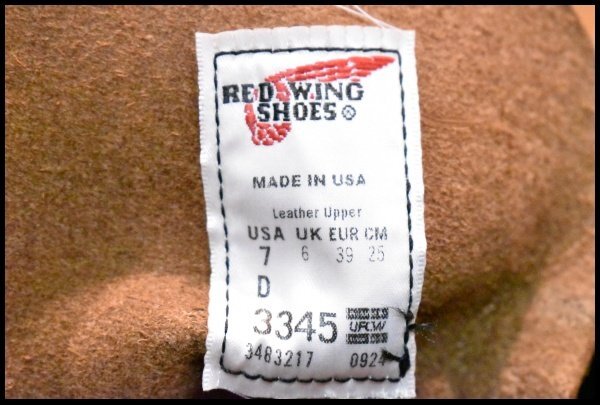 RED WING
SHOES ®
MADE IN USA
Leather Upper
USA UK EUR CM
7 6 39 25
D
3345 UFCW
3483217 0924